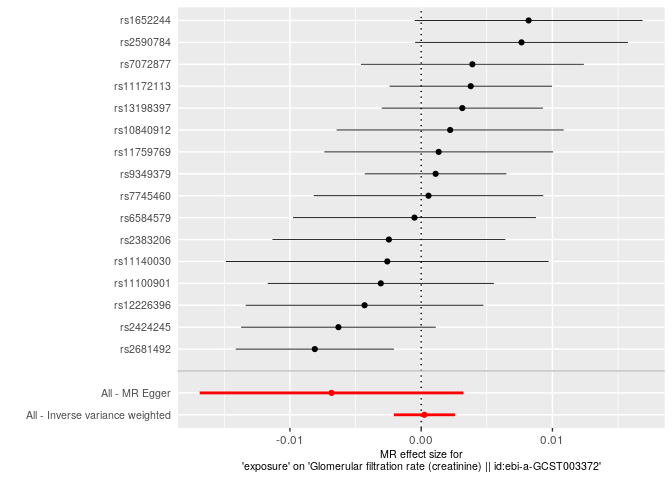 rs1652244
rs2590784
rs7072877
rs11172113
rs13198397
rs10840912
rs11759769
rs9349379
rs7745460
rs6584579
rs2383206
rs11140030
rs11100901
rs12226396
rs2424245
rs2681492
All - MR Egger
All - Inverse variance weighted
-0.01 0.00 0.01
MR effect size for
'exposure' on 'Glomerular filtration rate (creatinine) || id:ebi-a-GCST003372'